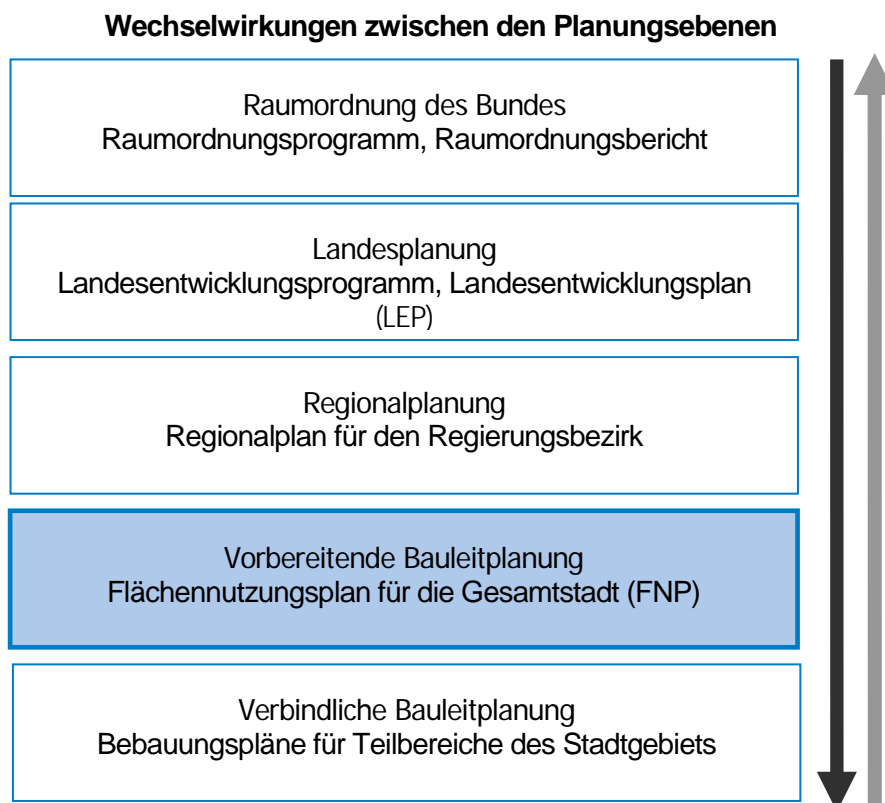 Wechselwirkungen zwischen den Planungsebenen
Raumordnung des Bundes
Raumordnungsprogramm, Raumordnungsbericht
Landesplanung
Landesentwicklungsprogramm, Landesentwicklungsplan
(LEP)
Regionalplanung
Regionalplan für den Regierungsbezirk
Vorbereitende Bauleitplanung
Flächennutzungsplan für die Gesamtstadt (FNP)
Verbindliche Bauleitplanung
Bebauungspläne für Teilbereiche des Stadtgebiets